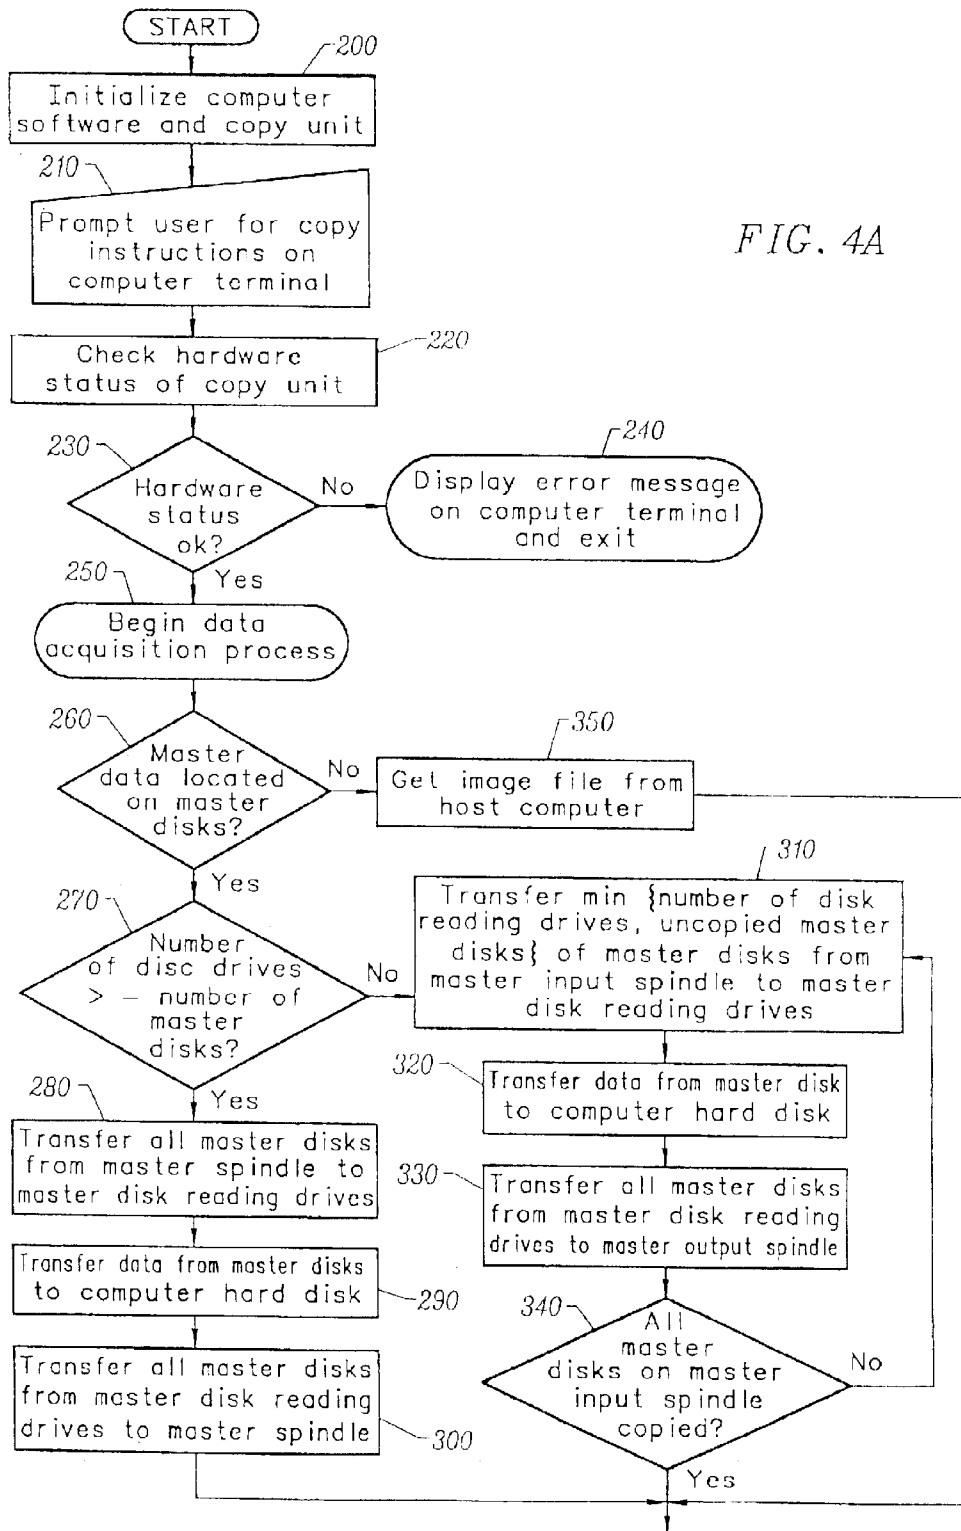 START
200
Initialize computer
software and copy unit
210
Prompt user for copy
instructions on
computer terminal
FIG. 4A
220
Check hardware
status of copy unit
230
Hardware
status
ok?
No
240
Display error message
on computer terminal
and exit
Yes
250
Begin data
acquisition process
260
Master
data located
on master
disks?
No
350
Get image file from
host computer
Yes
270
Number
of disc drives
> – number of
master
disks?
No
310
Transfer min {number of disk
reading drives, uncopied master
disks} of master disks from
master input spindle to master
disk reading drives
Yes
280
Transfer all master disks
from master spindle to
master disk reading drives
320
Transfer data from master disk
to computer hard disk
330
Transfer all master disks
from master disk reading
drives to master output spindle
Transfer data from master disks
to computer hard disk
290
340
All
master
disks on master
input spindle
copied?
No
Transfer all master disks
from master disk reading
drives to master spindle
300
Yes